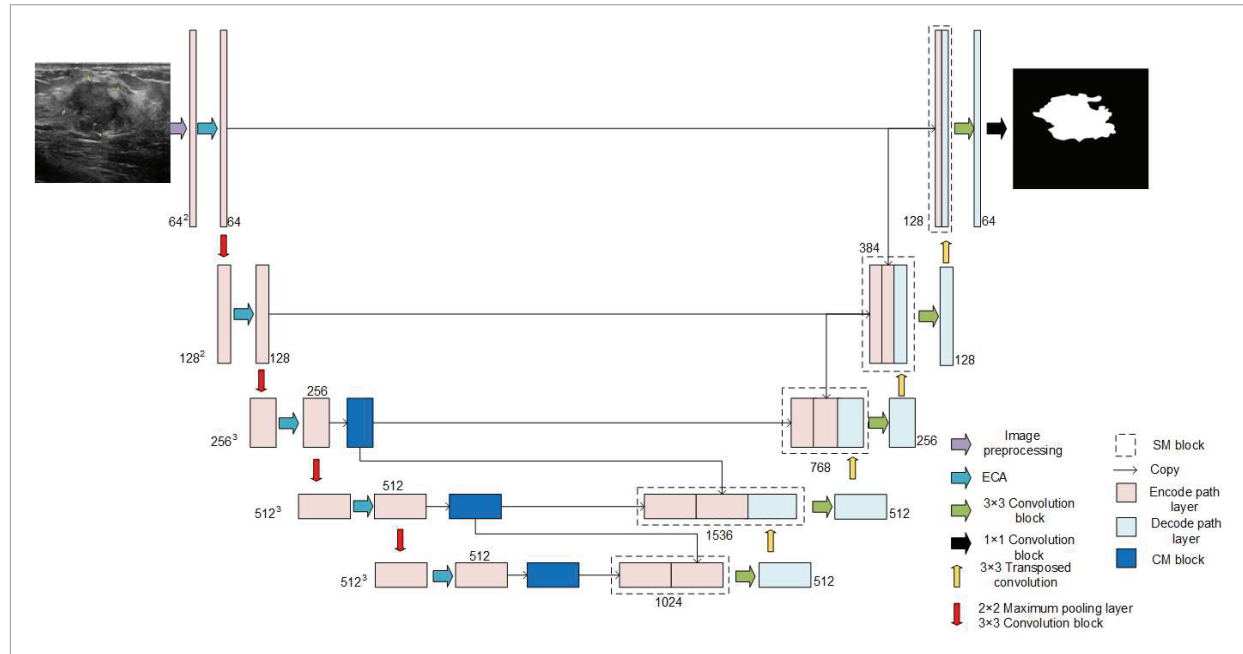 64²
64
128
64
384
128²
128
128
256
256³
768
256
512
512³
1536
512
512
512³
1024
512
Image
preprocessing
ECA
3×3 Convolution
block
1×1 Convolution
block
3×3 Transposed
convolution
2×2 Maximum pooling layer
3×3 Convolution block
SM block
Copy
Encode path
layer
Decode path
layer
CM block